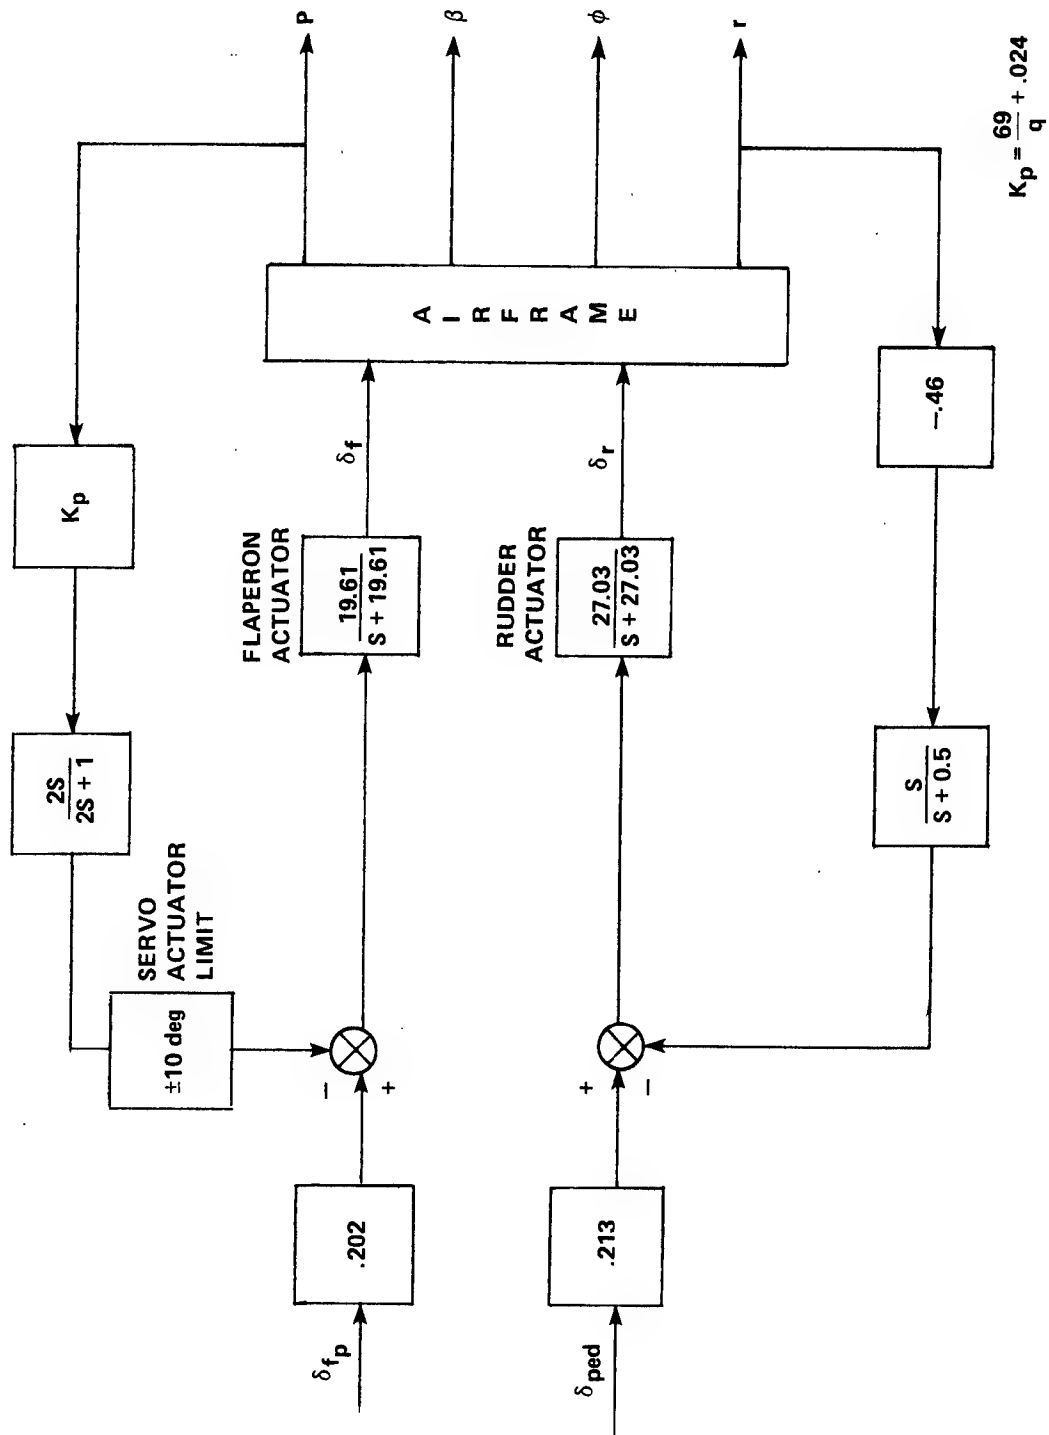 K_p
2S
2S + 1
SERVO
ACTUATOR
LIMIT
±10 deg
P
β
φ
r
δ_fp
.202
+
−
FLAPERON
ACTUATOR
19.61
S + 19.61
δ_f
AIRFRAME
δ_ped
.213
+
−
RUDDER
ACTUATOR
27.03
S + 27.03
δ_r
S
S + 0.5
−.46
K_p = 69/q + .024